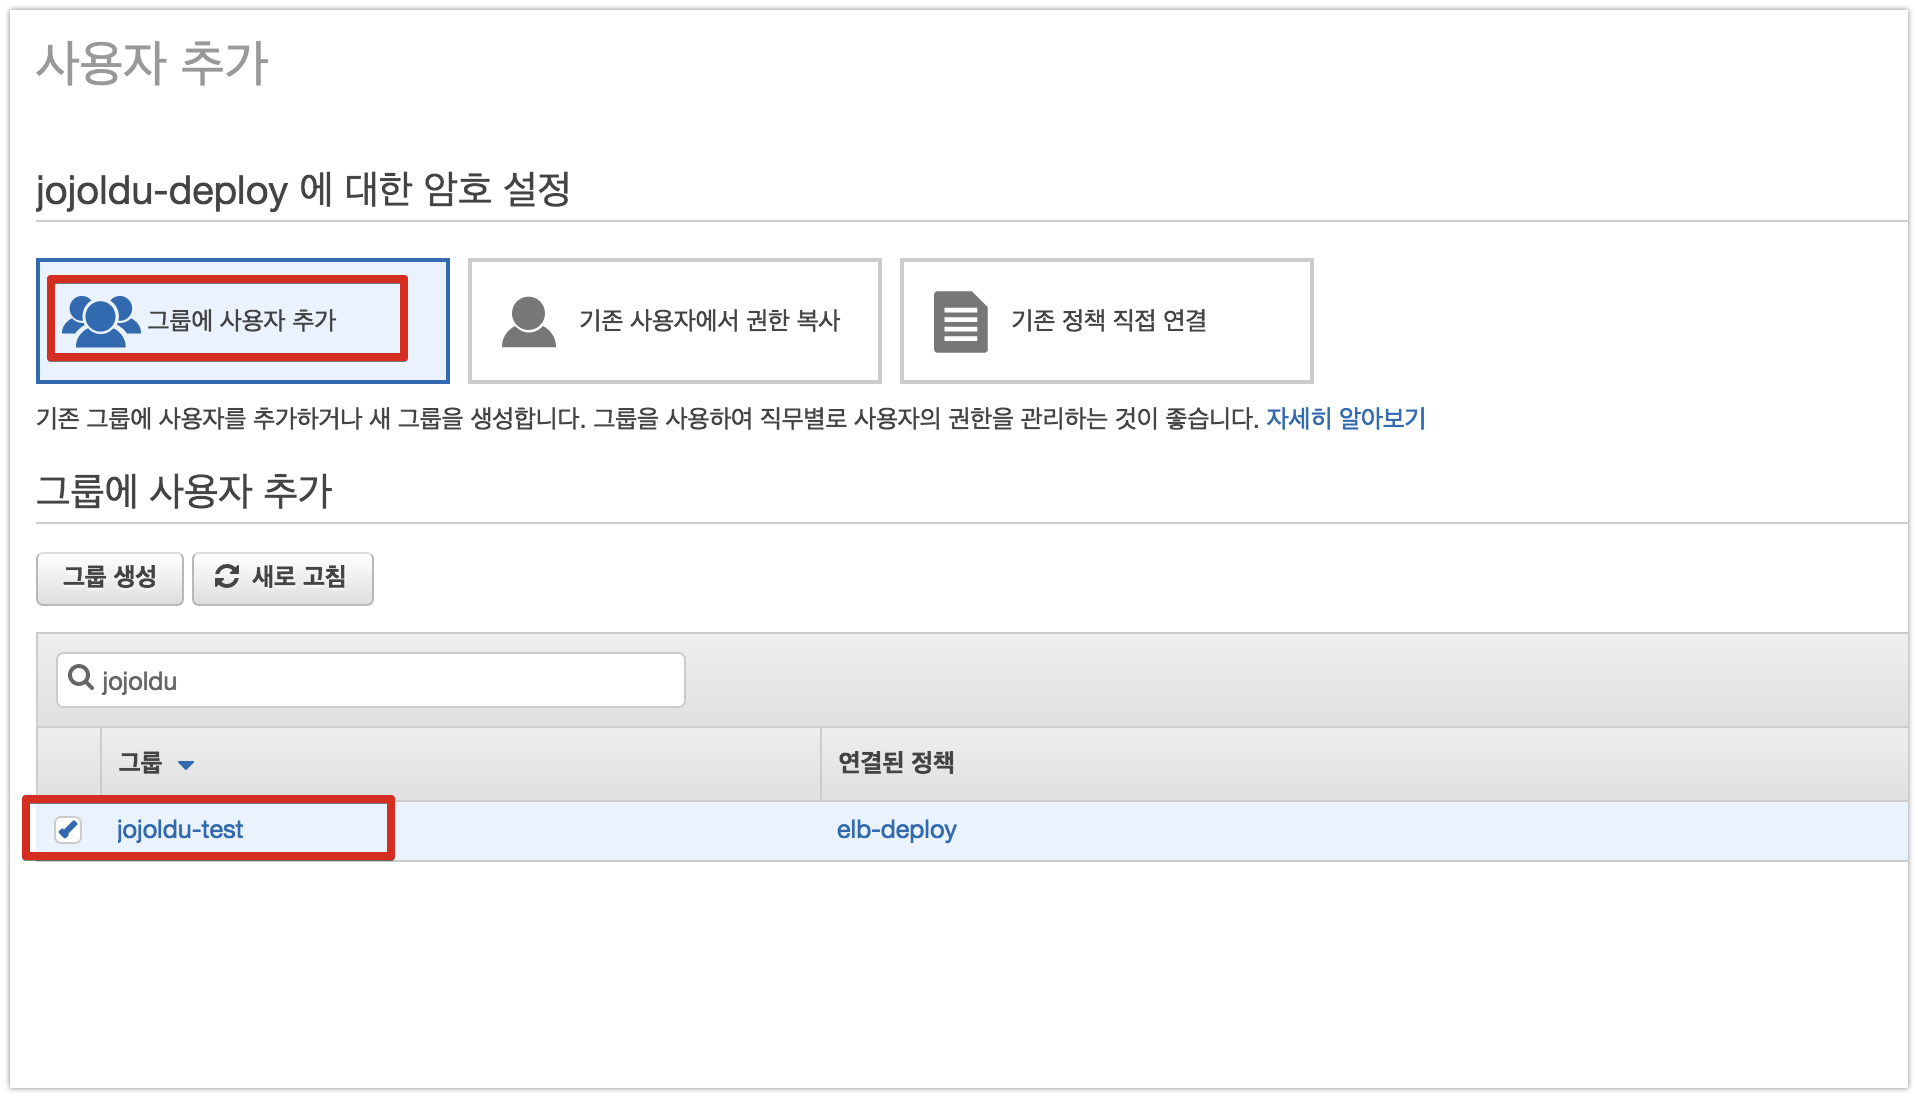 사용자 추가
jojoldu-deploy 에 대한 암호 설정
그룹에 사용자 추가
기존 사용자에서 권한 복사
기존 정책 직접 연결
기존 그룹에 사용자를 추가하거나 새 그룹을 생성합니다. 그룹을 사용하여 직무별로 사용자의 권한을 관리하는 것이 좋습니다. 자세히 알아보기
그룹에 사용자 추가
그룹 생성
새로 고침
jojoldu
그룹
연결된 정책
jojoldu-test
elb-deploy